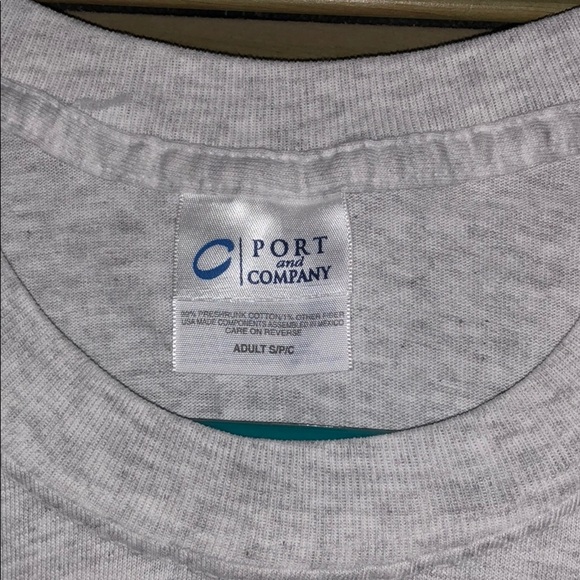 PORT
and
COMPANY
99% PRESHRUNK COTTON/1% OTHER FIBER
USA MADE COMPONENTS ASSEMBLED IN MEXICO
CARE ON REVERSE
ADULT S/P/C